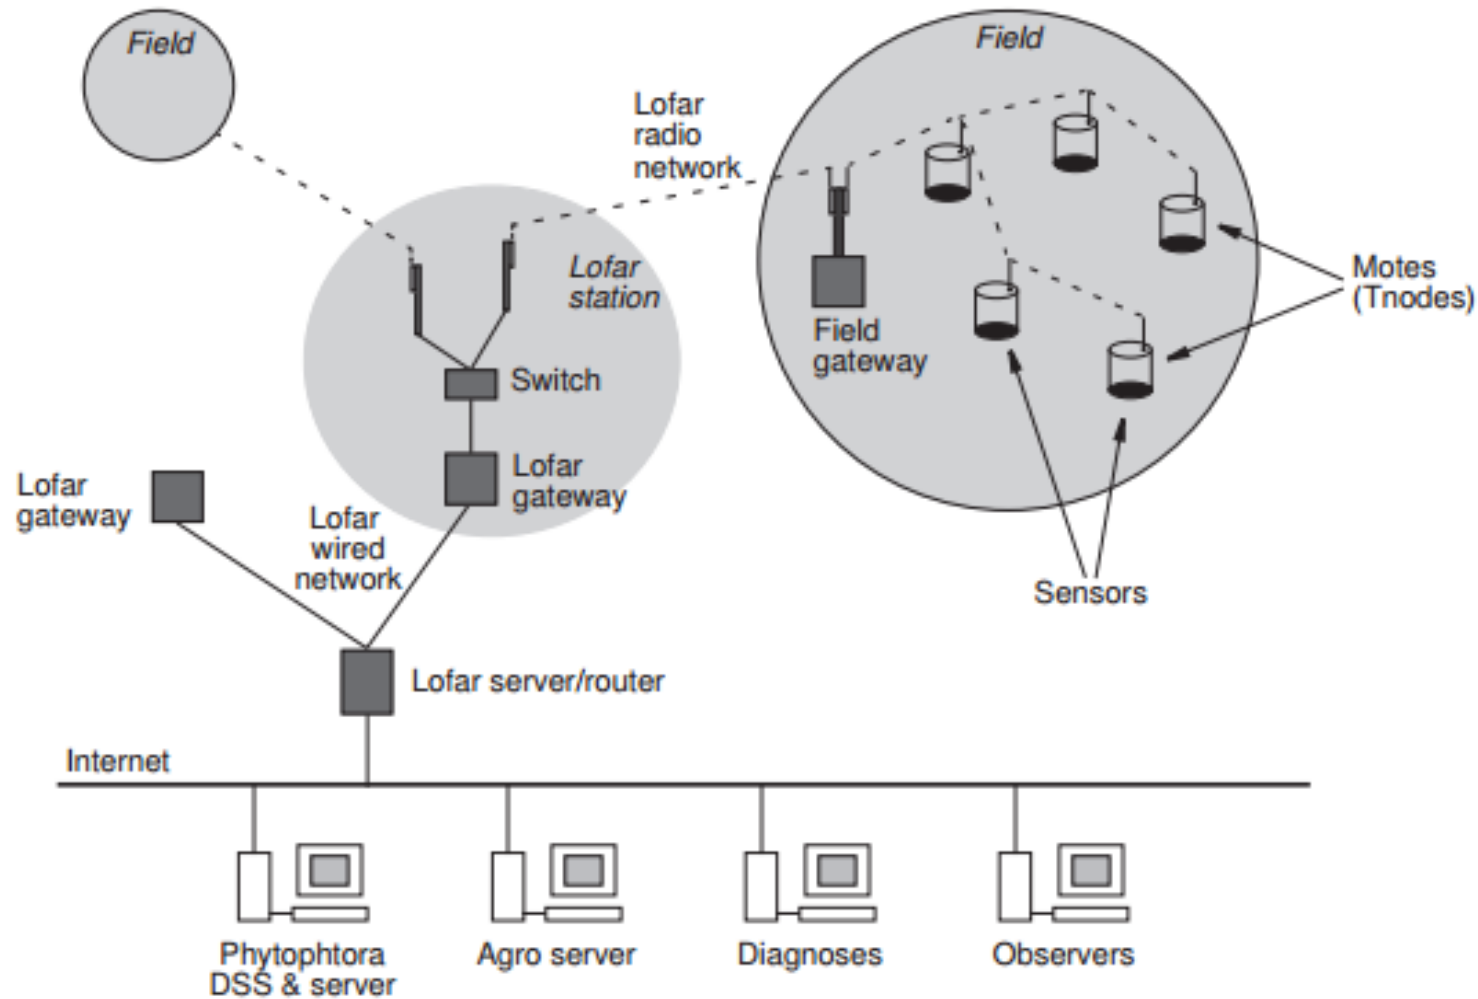 Field
Field
Lofar
radio
network
Lofar
station
Motes
(Tnodes)
Field
gateway
Switch
Lofar
gateway
Lofar
gateway
Lofar
wired
network
Sensors
Lofar server/router
Internet
Phytophtora
DSS & server
Agro server
Diagnoses
Observers